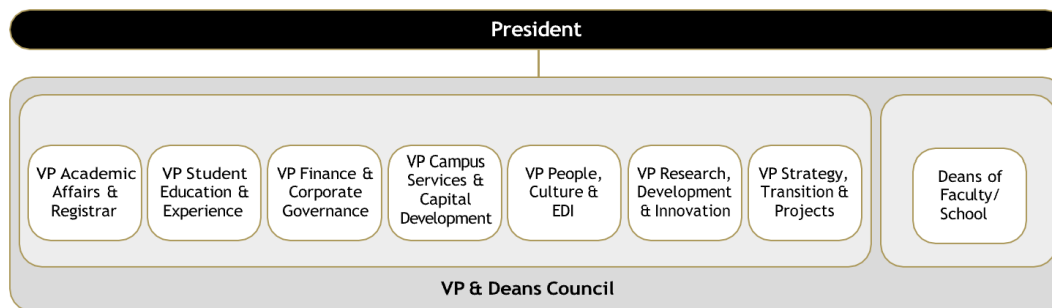 President
VP Academic
Affairs &
Registrar
VP Student
Education &
Experience
VP Finance &
Corporate
Governance
VP Campus
Services &
Capital
Development
VP People,
Culture &
EDI
VP Research,
Development
& Innovation
VP Strategy,
Transition &
Projects
Deans of
Faculty/
School
VP & Deans Council